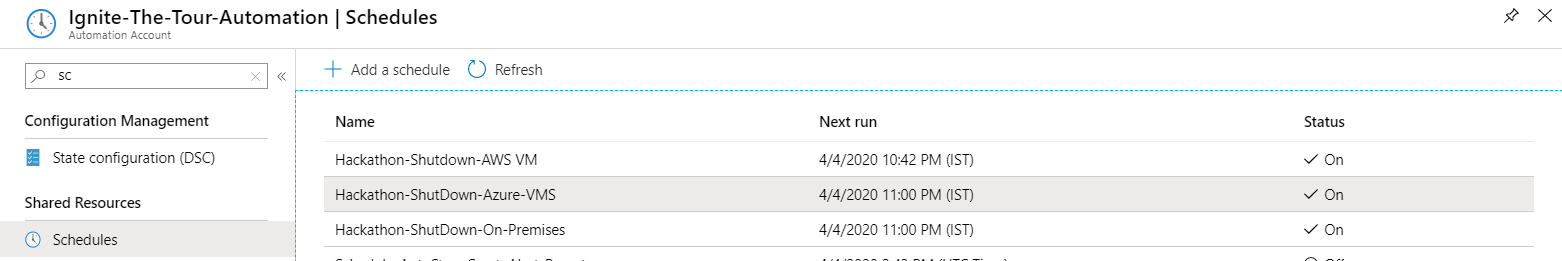 Ignite-The-Tour-Automation | Schedules
Automation Account
sc
Add a schedule
Refresh
Configuration Management
State configuration (DSC)
Shared Resources
Schedules
Name Next run Status
Hackathon-Shutdown-AWS VM 4/4/2020 10:42 PM (IST) On
Hackathon-ShutDown-Azure-VMS 4/4/2020 11:00 PM (IST) On
Hackathon-ShutDown-On-Premises 4/4/2020 11:00 PM (IST) On